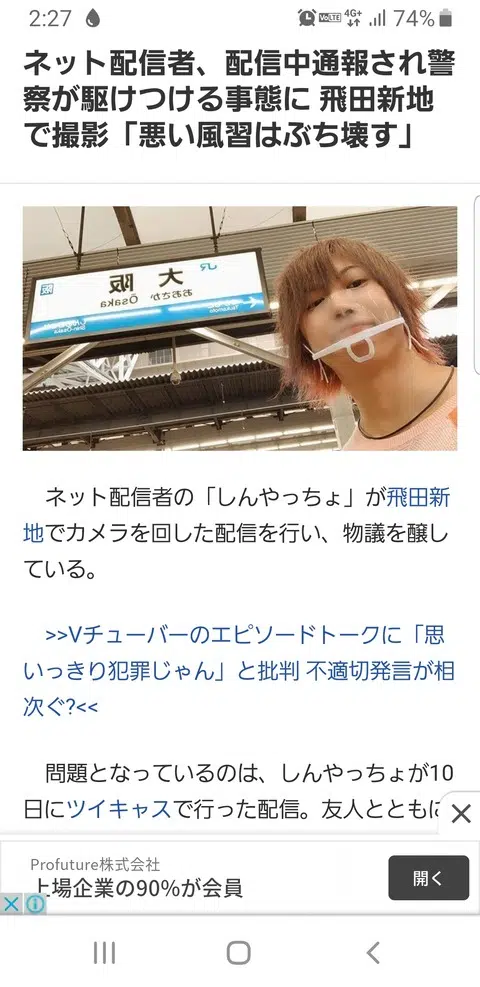 2:27
VoLTE 4G+ 74%
ネット配信者、配信中通報され警
察が駆けつける事態に 飛田新地
で撮影「悪い風習はぶち壊す」
JR
大阪
おおさか
Ōsaka
ネット配信者の「しんやっちょ」が飛田新
地でカメラを回した配信を行い、物議を醸し
ている。
>>Vチューバーのエピソードトークに「思
いっきり犯罪じゃん」と批判 不適切発言が相
次ぐ?<<
問題となっているのは、しんやっちょが10
日にツイキャスで行った配信。友人とともに
Profuture株式会社
上場企業の90%が会員
開く